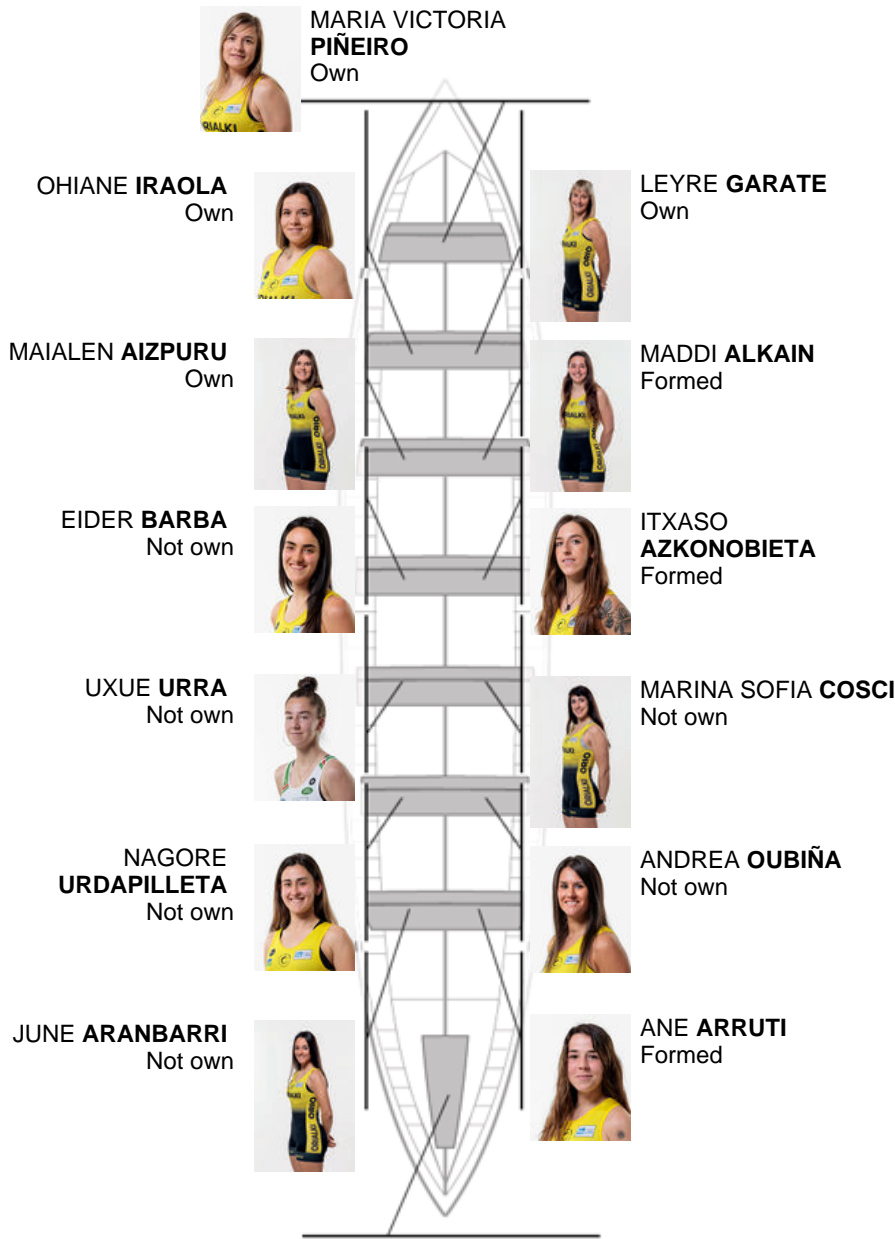 MARIA VICTORIA
PIÑEIRO
Own
OHIANE IRAOLA
Own
LEYRE GARATE
Own
MAIALEN AIZPURU
Own
MADDI ALKAIN
Formed
EIDER BARBA
Not own
ITXASO
AZKONOBIETA
Formed
UXUE URRA
Not own
MARINA SOFIA COSCI
Not own
NAGORE
URDAPILLETA
Not own
ANDREA OUBIÑA
Not own
JUNE ARANBARRI
Not own
ANE ARRUTI
Formed